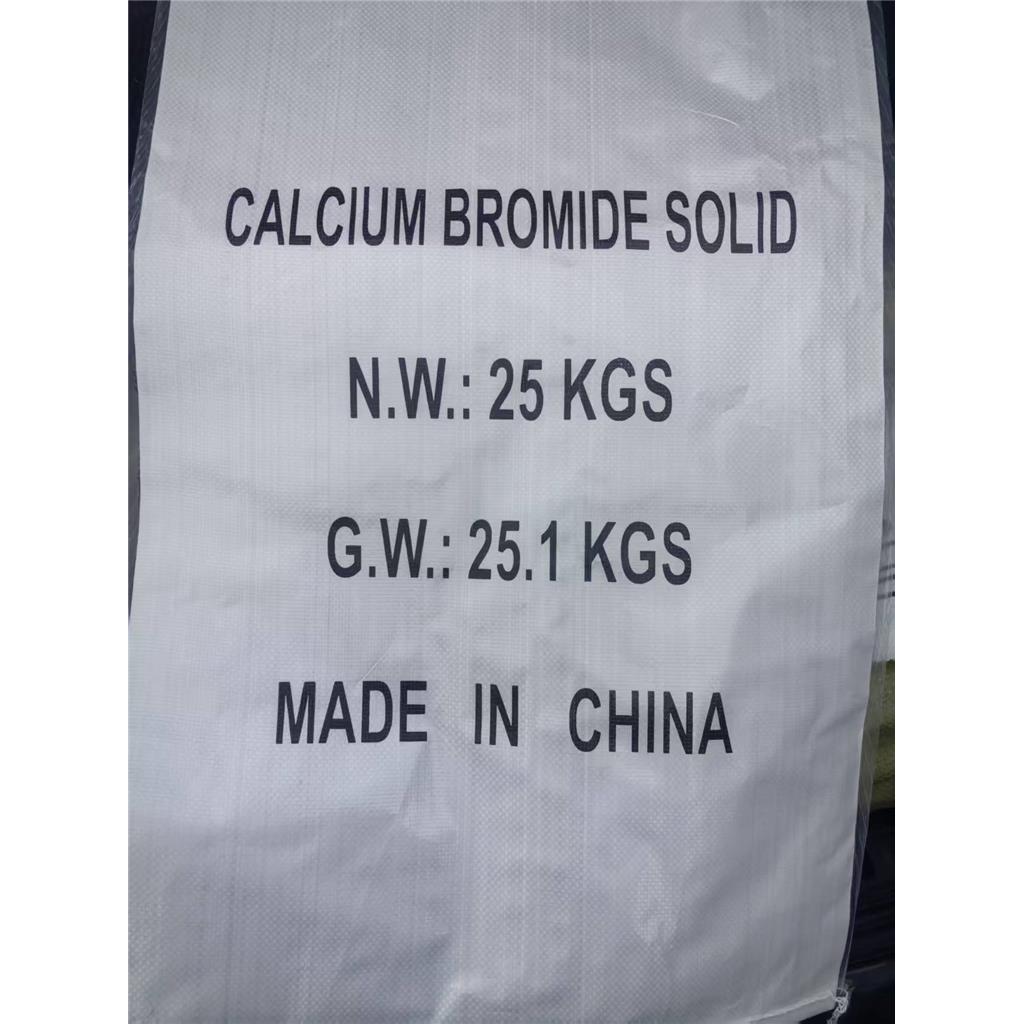 CALCIUM BROMIDE SOLID
N.W.: 25 KGS
G.W.: 25.1 KGS
MADE IN CHINA